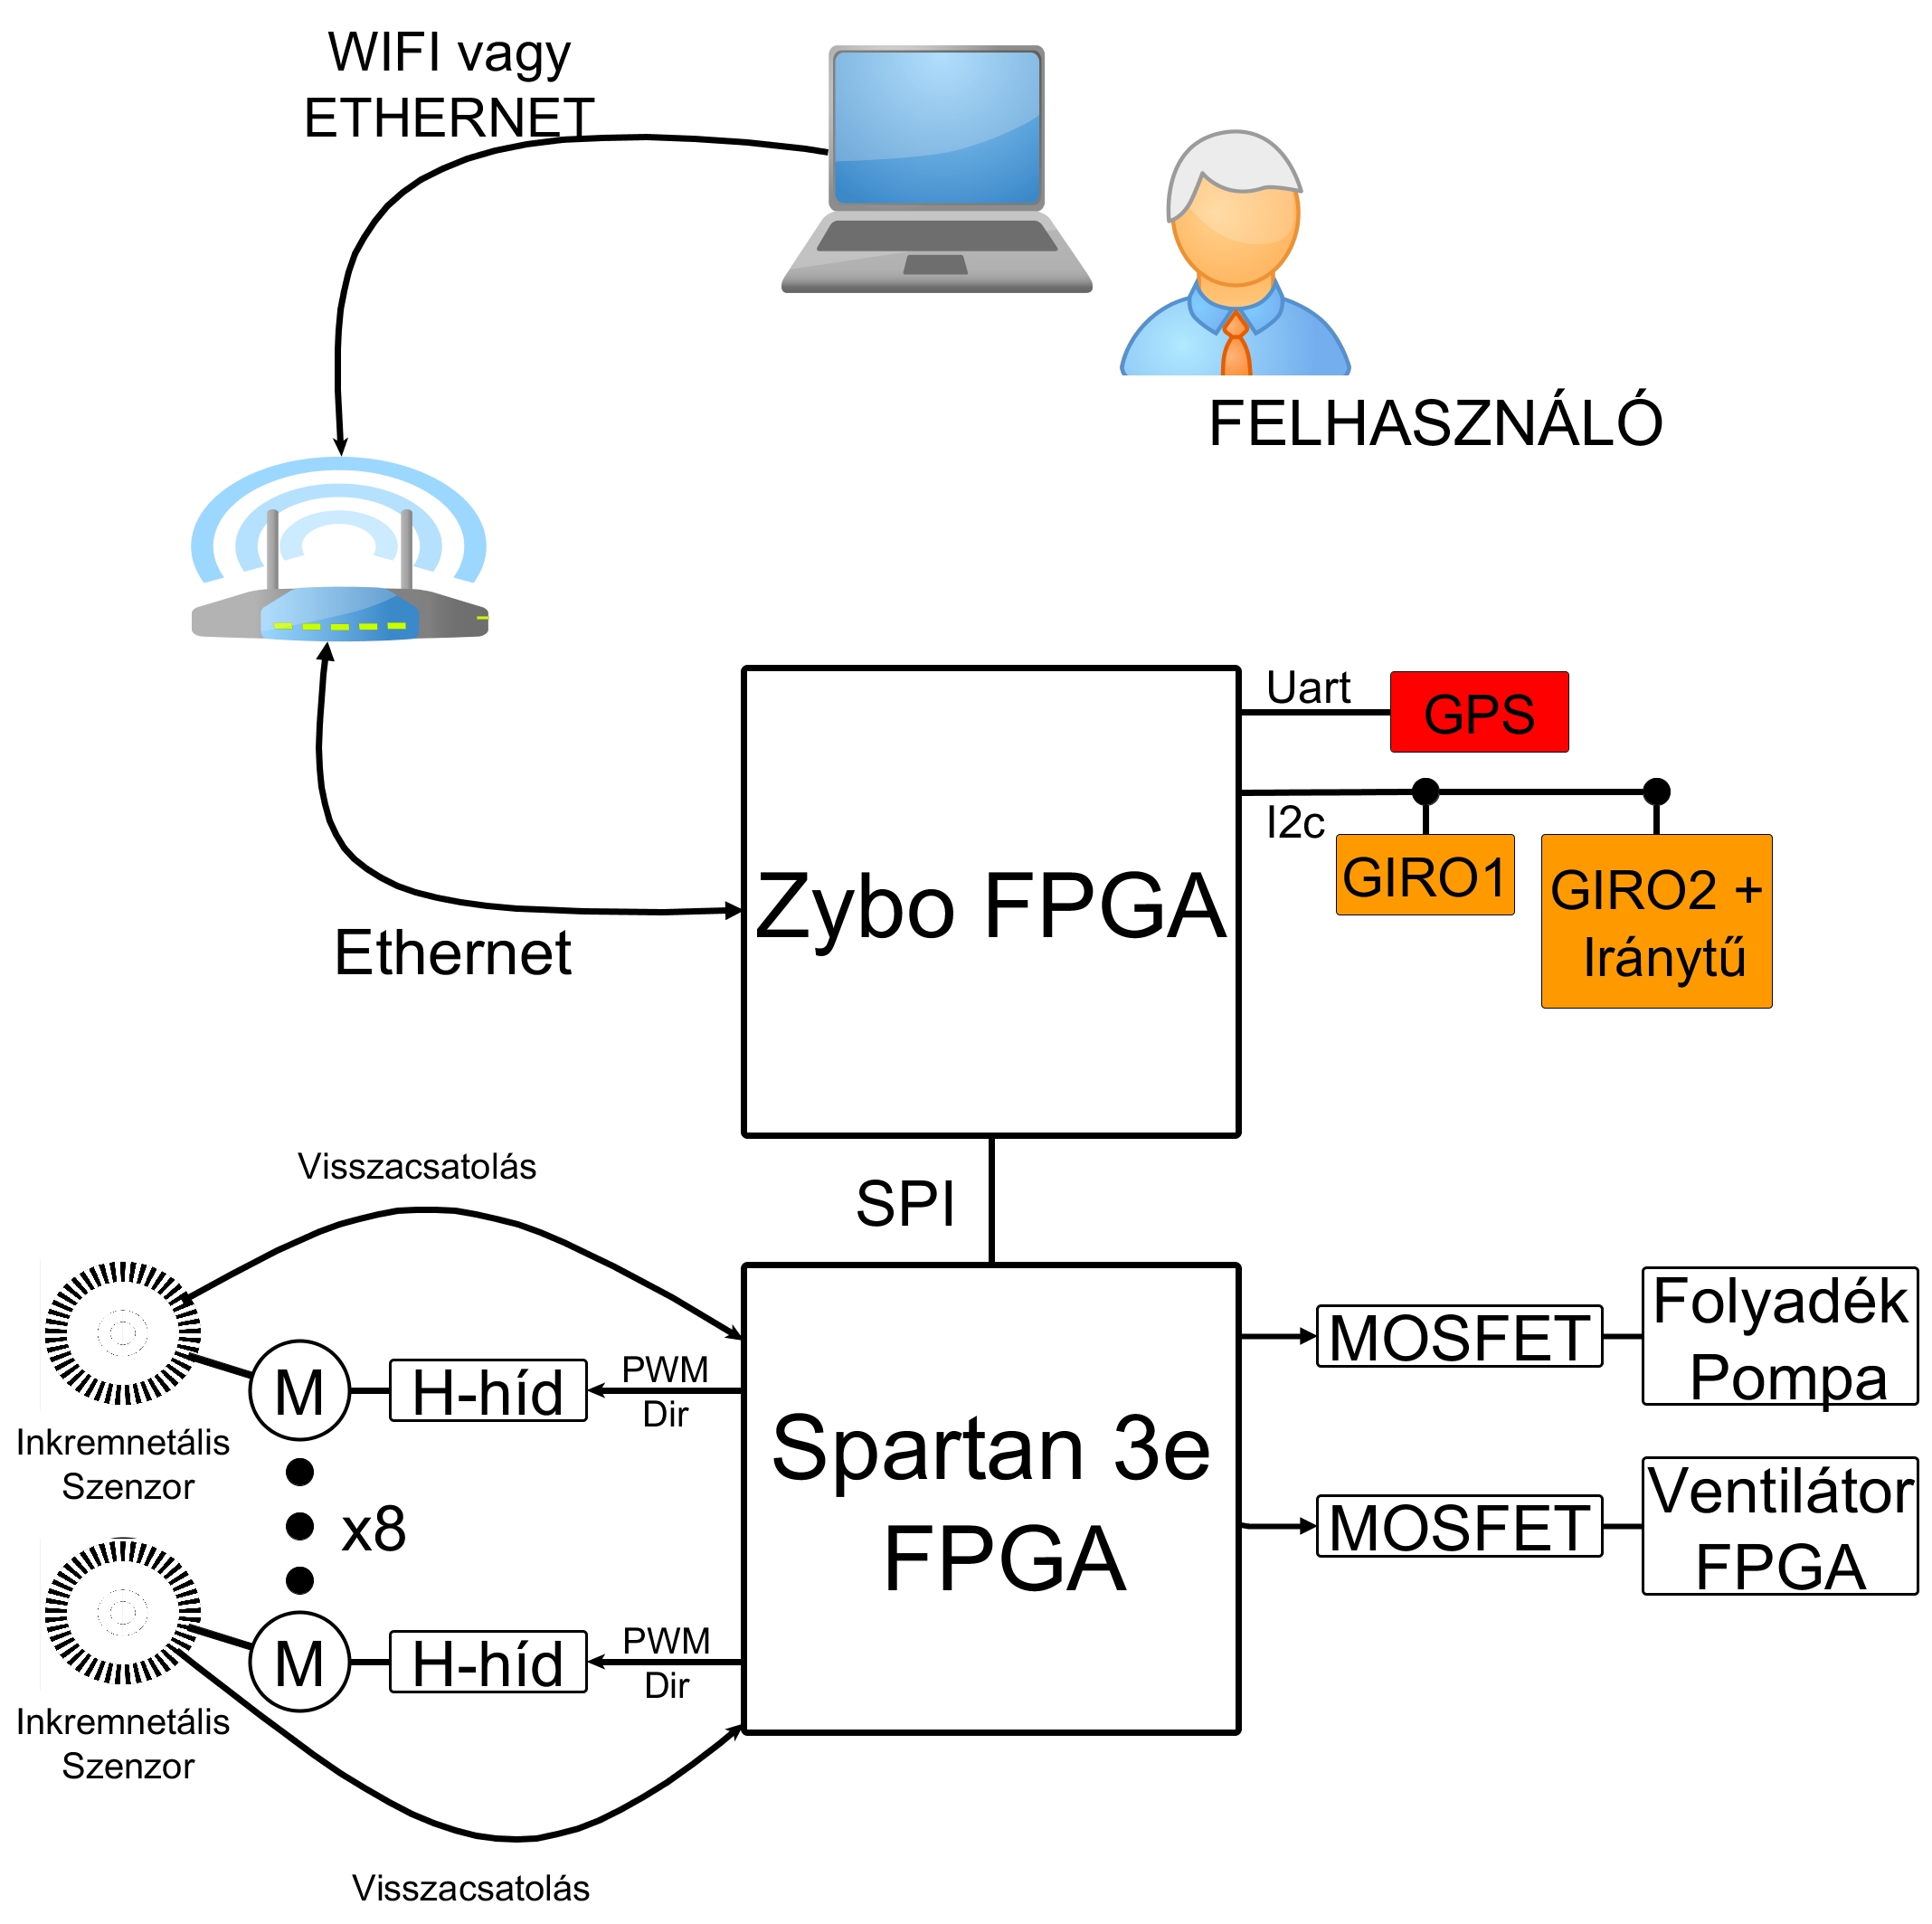 WIFI vagy
ETHERNET
FELHASZNÁLÓ
Uart
GPS
I2c
GIRO1
GIRO2 +
Iránytű
Zybo FPGA
Ethernet
SPI
Visszacsatolás
Inkremnetális
Szenzor
M
H-híd
PWM
Dir
x8
Inkremnetális
Szenzor
M
H-híd
PWM
Dir
Visszacsatolás
Spartan 3e
FPGA
MOSFET
Folyadék
Pompa
MOSFET
Ventilátor
FPGA